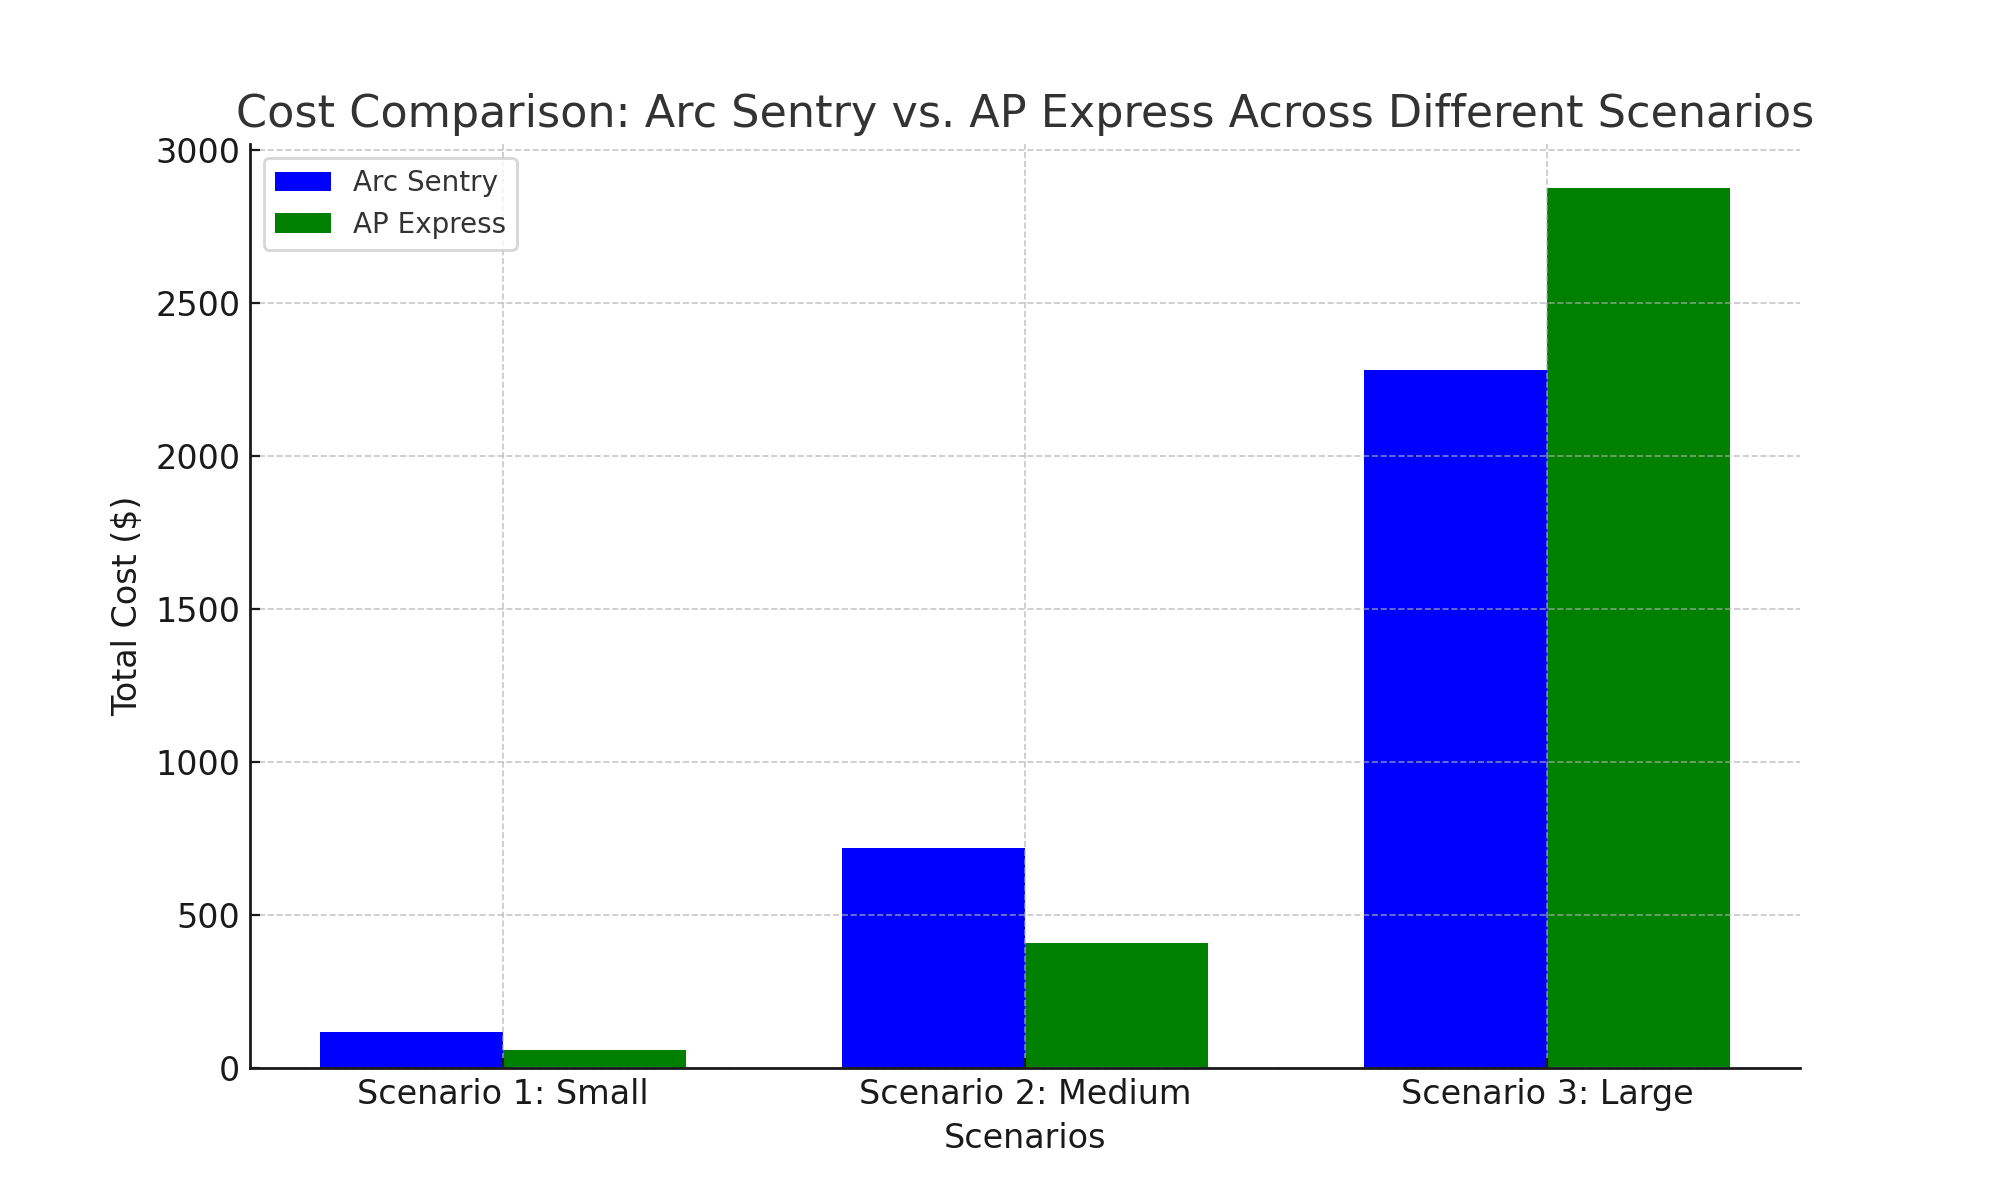 Cost Comparison: Arc Sentry vs. AP Express Across Different Scenarios
Arc Sentry
AP Express
3000
2500
2000
1500
1000
500
0
Total Cost ($)
Scenario 1: Small
Scenario 2: Medium
Scenario 3: Large
Scenarios